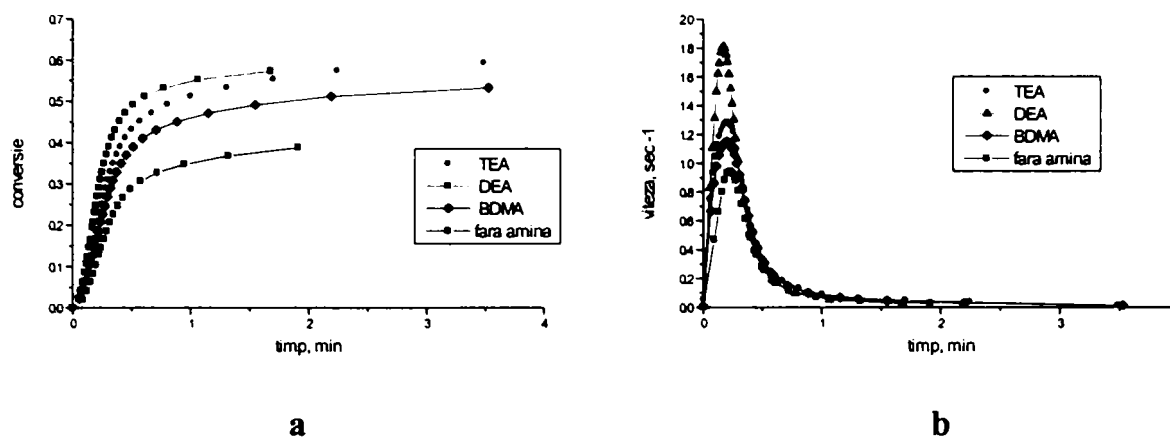 0.7
0.6
0.5
0.4
0.3
0.2
0.1
0.0
conversie
0 1 2 3 4
timp, min
TEA
DEA
BDMA
fara amina
a
2.0
1.8
1.6
1.4
1.2
1.0
0.8
0.6
0.4
0.2
0.0
viteza, sec -1
0 1 2 3
timp, min
TEA
DEA
BDMA
fara amina
b